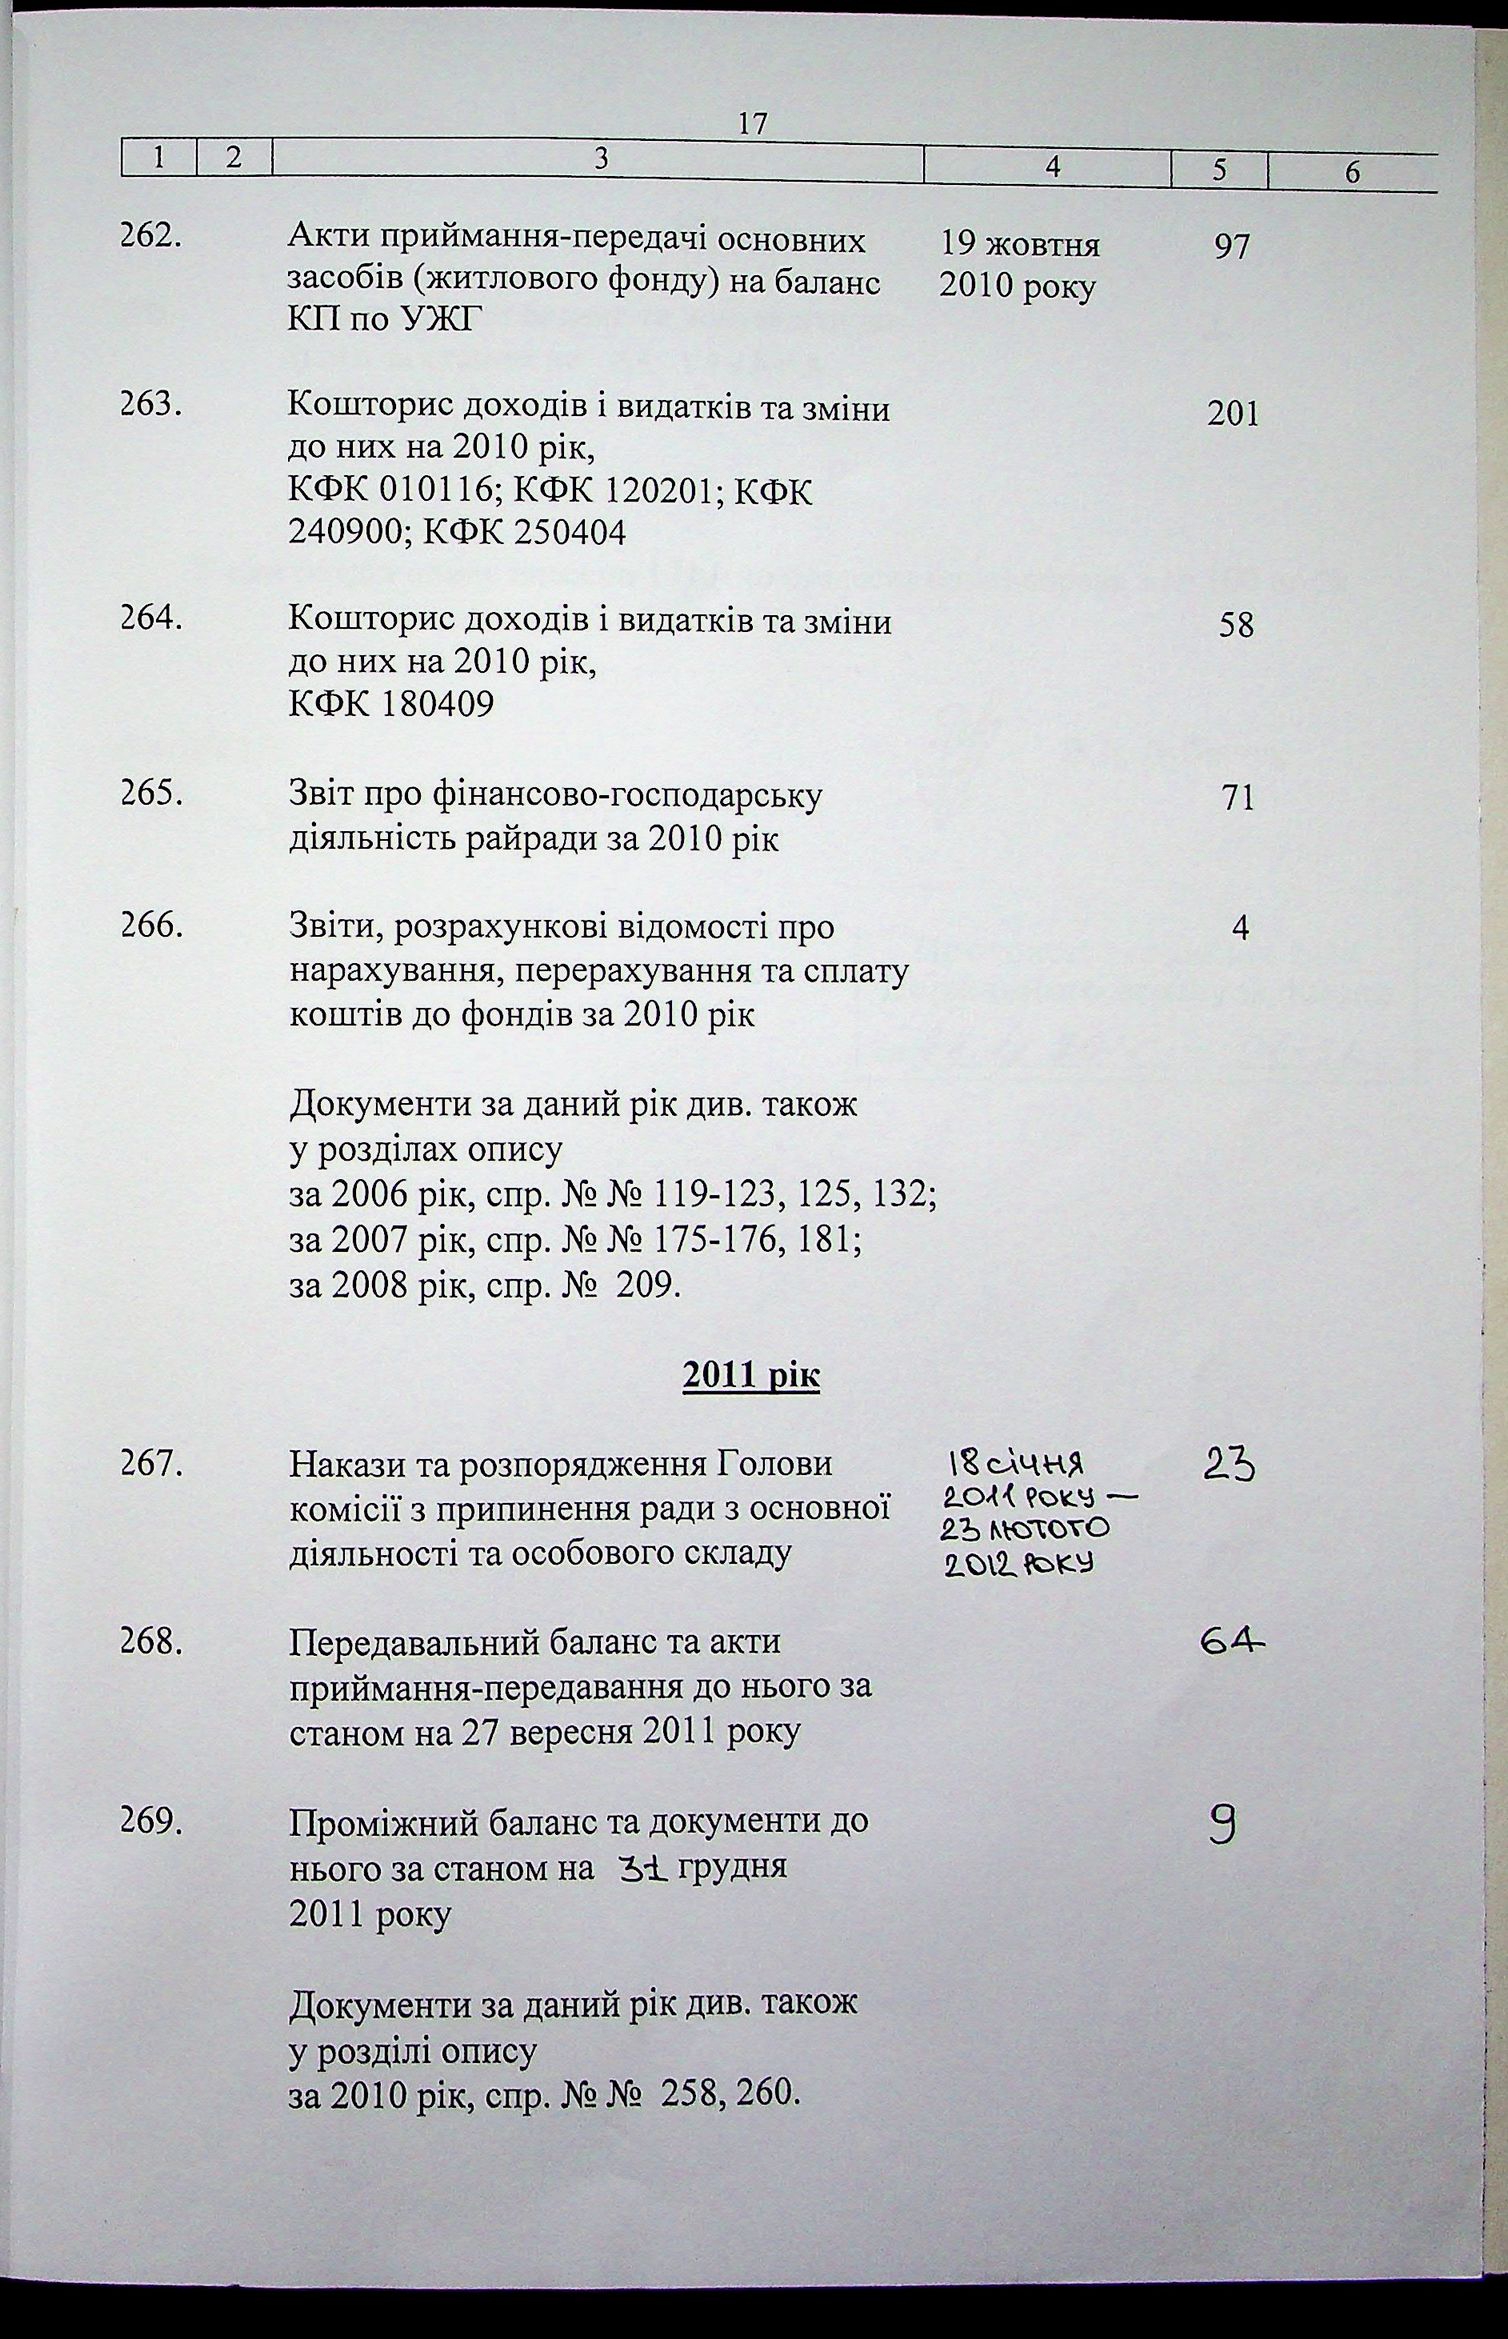 17
1 2 3 4 5 6
262. Акти приймання-передачі основних 19 жовтня 97
засобів (житлового фонду) на баланс 2010 року
КП по УЖГ
263. Кошторис доходів і видатків та зміни 201
до них на 2010 рік,
КФК 010116; КФК 120201; КФК
240900; КФК 250404
264. Кошторис доходів і видатків та зміни 58
до них на 2010 рік,
КФК 180409
265. Звіт про фінансово-господарську 71
діяльність райради за 2010 рік
266. Звіти, розрахункові відомості про 4
нарахування, перерахування та сплату
коштів до фондів за 2010 рік
Документи за даний рік див. також
у розділах опису
за 2006 рік, спр. № № 119-123, 125, 132;
за 2007 рік, спр. № № 175-176, 181;
за 2008 рік, спр. № 209.
2011 рік
267. Накази та розпорядження Голови 18 січня 23
комісії з припинення ради з основної 2011 року –
діяльності та особового складу 23 лютого
2012 року
268. Передавальний баланс та акти 64
приймання-передавання до нього за
станом на 27 вересня 2011 року
269. Проміжний баланс та документи до 9
нього за станом на 31 грудня
2011 року
Документи за даний рік див. також
у розділі опису
за 2010 рік, спр. № № 258, 260.